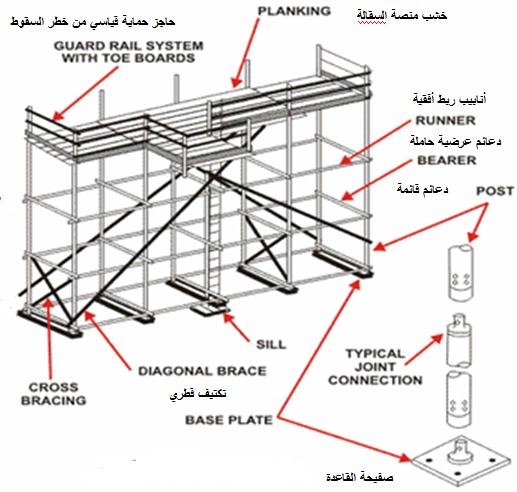 حاجز حماية قياسي من خطر السقوط
GUARD RAIL SYSTEM
WITH TOE BOARDS
PLANKING
خشب منصة السقالة
أنابيب ربط أفقية
RUNNER
دعائم عرضية حاملة
BEARER
دعائم قائمة
POST
SILL
TYPICAL
JOINT
CONNECTION
DIAGONAL BRACE
تكتيف قطري
CROSS
BRACING
BASE PLATE
صفيحة القاعدة